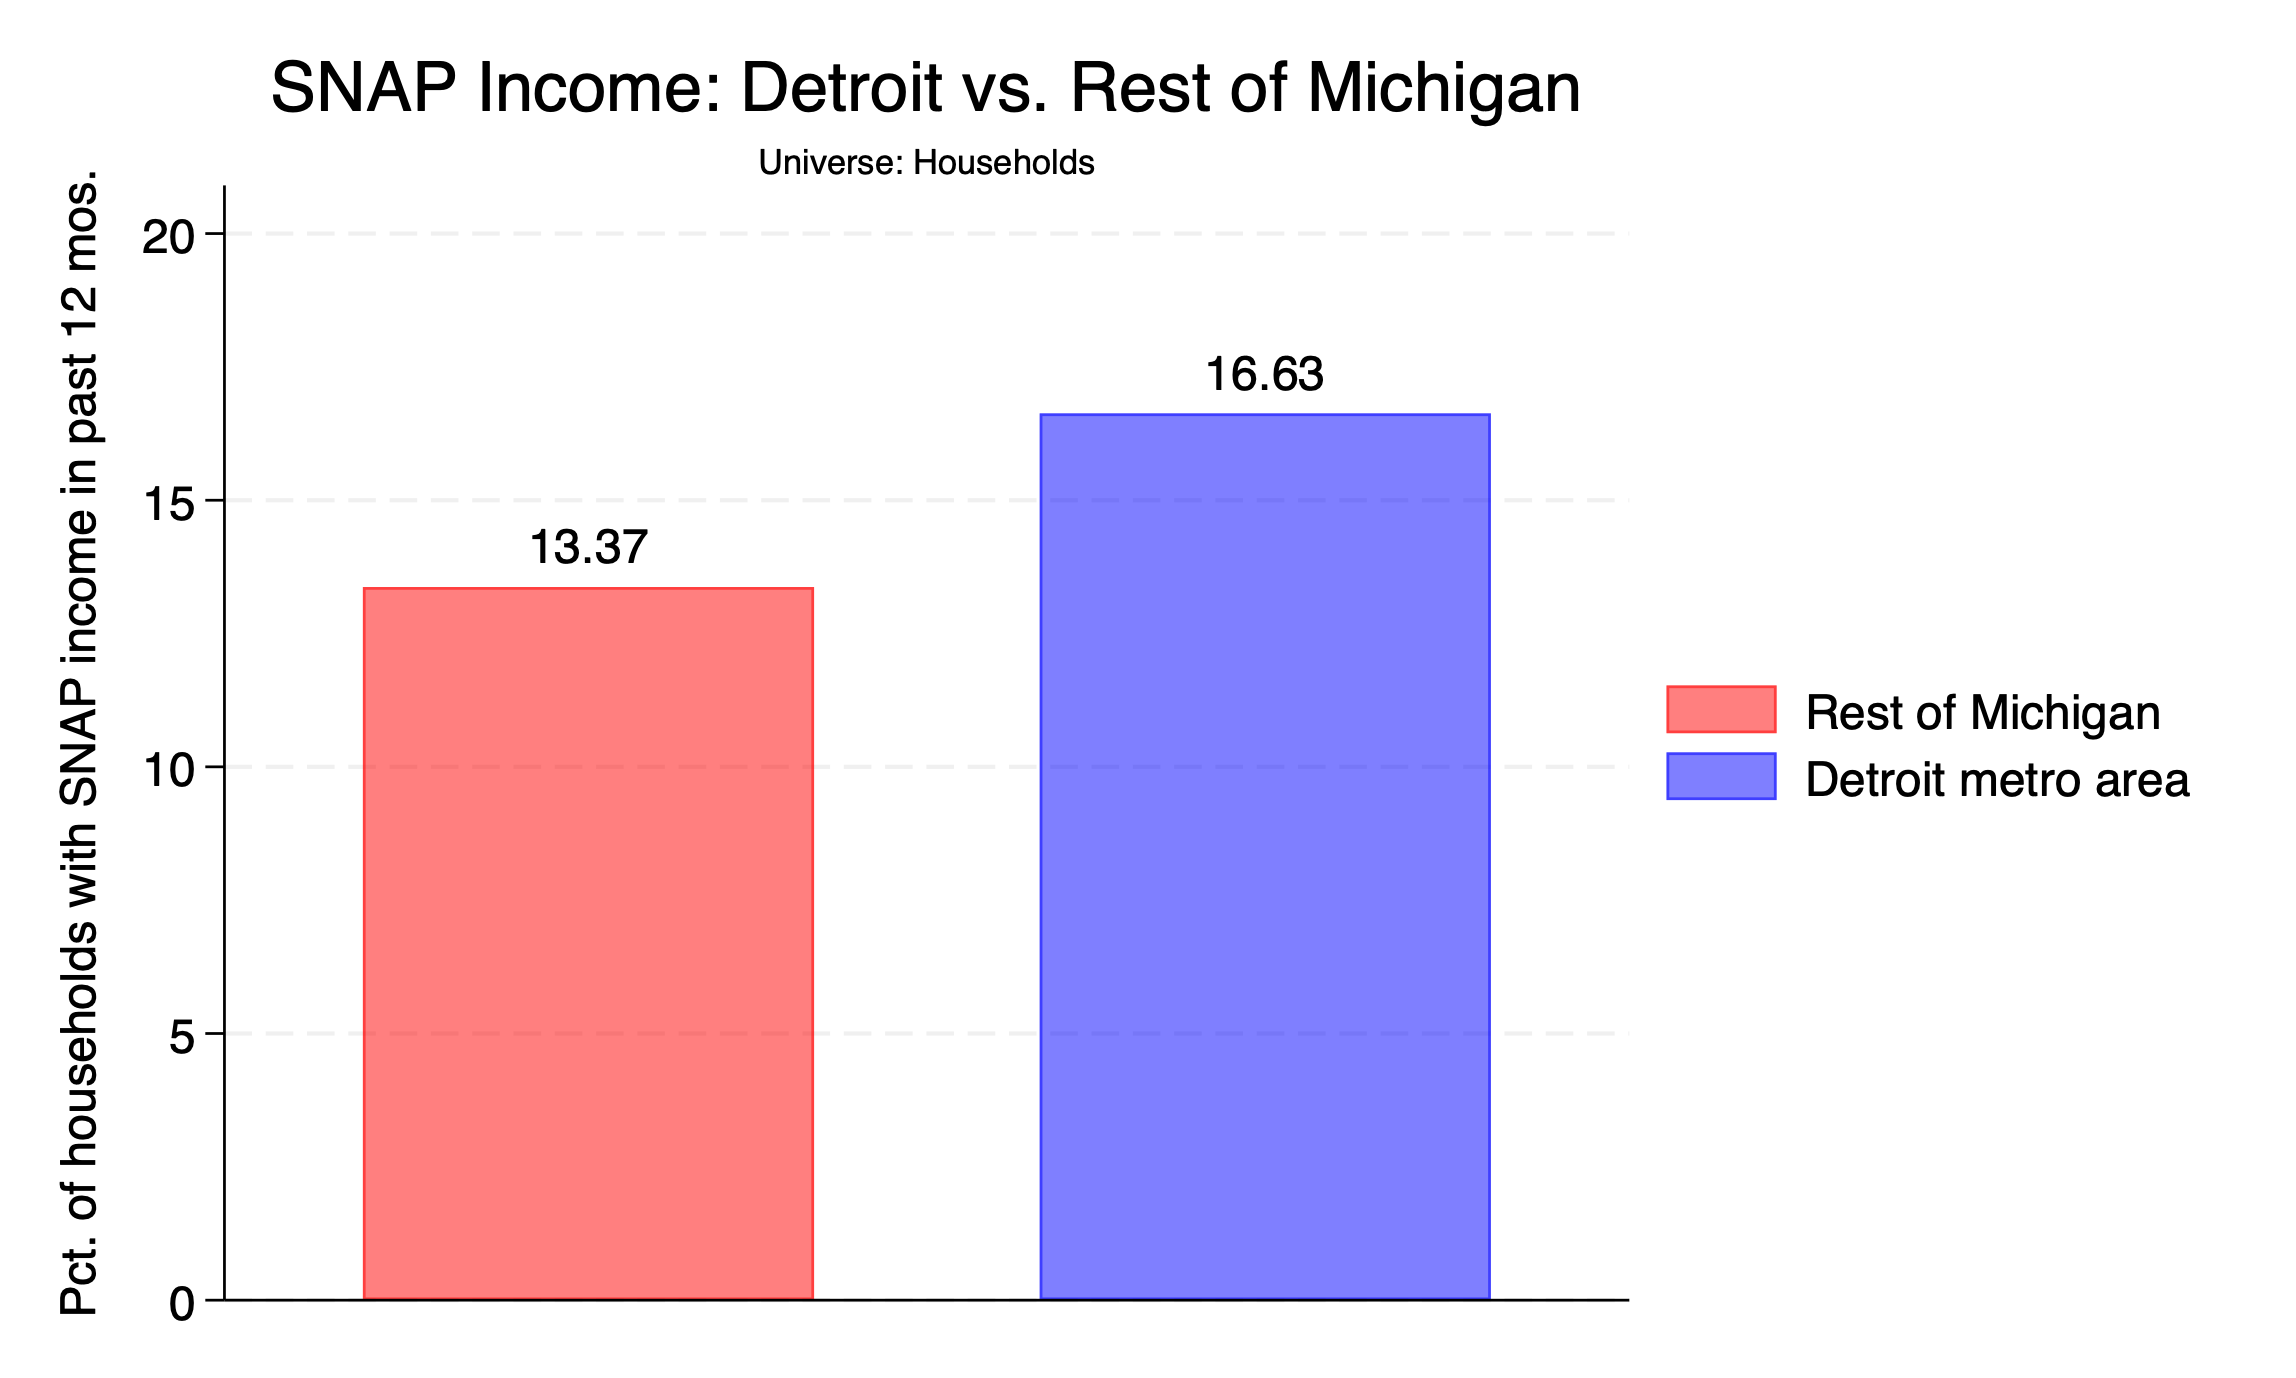 SNAP Income: Detroit vs. Rest of Michigan
Universe: Households
Pct. of households with SNAP income in past 12 mos.
20
15
10
5
0
13.37
16.63
Rest of Michigan
Detroit metro area